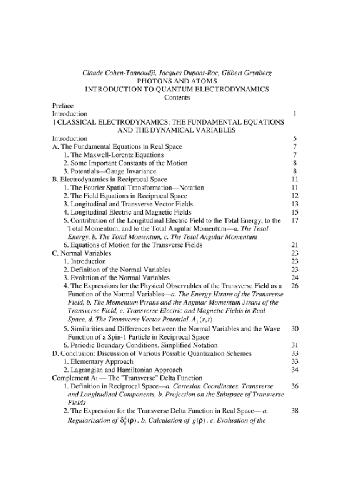 Claude Cohen-Tannoudji, Jacques Dupont-Roc, Gilbert Grynberg
PHOTONS AND ATOMS
INTRODUCTION TO QUANTUM ELECTRODYNAMICS
Contents
Preface
Introduction 1
I CLASSICAL ELECTRODYNAMICS: THE FUNDAMENTAL EQUATIONS
AND THE DYNAMICAL VARIABLES
Introduction 5
A. The Fundamental Equations in Real Space 7
1. The Maxwell-Lorentz Equations 7
2. Some Important Constants of the Motion 8
3. Potentials—Gauge Invariance 8
B. Electrodynamics in Reciprocal Space 11
1. The Fourier Spatial Transformation—Notation 11
2. The Field Equations in Reciprocal Space 12
3. Longitudinal and Transverse Vector Fields 13
4. Longitudinal Electric and Magnetic Fields 15
5. Contribution of the Longitudinal Electric Field to the Total Energy, to the 17
Total Momentum, and to the Total Angular Momentum—a. The Total
Energy. b. The Total Momentum. c. The Total Angular Momentum
6. Equations of Motion for the Transverse Fields 21
C. Normal Variables 23
1. Introduction 23
2. Definition of the Normal Variables 23
3. Evolution of the Normal Variables 24
4. The Expressions for the Physical Observables of the Transverse Field as a 26
Function of the Normal Variables—a. The Energy
of the Transverse
Field. b. The Momentum
and the Angular Momentum
of the
Transverse Field. c. Transverse Electric and Magnetic Fields in Real
Space. d. The Transverse Vector Potential
5. Similarities and Differences between the Normal Variables and the Wave 30
Function of a Spin-1 Particle in Reciprocal Space
6. Periodic Boundary Conditions. Simplified Notation 31
D. Conclusion: Discussion of Various Possible Quantization Schemes 33
1. Elementary Approach 33
2. Lagrangian and Hamiltonian Approach 34
Complement A — The "Transverse" Delta Function
1. Definition in Reciprocal Space—a. Cartesian Coordinates. Transverse 36
and Longitudinal Components. b. Projection on the Subspace of Transverse
Fields
2. The Expression for the Transverse Delta Function in Real Space—a. 38
Regularization of
b. Calculation of g(ρ). c. Evaluation of the